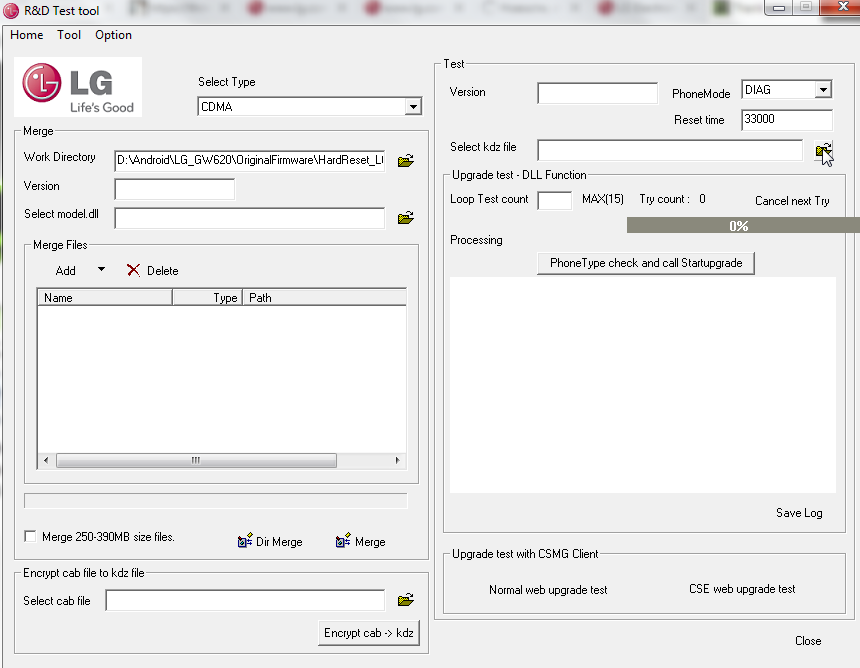 R&D Test tool
Home Tool Option
LG
Life's Good
Select Type
CDMA
Merge
Work Directory D:\Android\LG_GW620\OriginalFirmware\HardReset_L
Version
Select model.dll
Merge Files
Add Delete
Name Type Path
Merge 250-390MB size files.
Dir Merge Merge
Encrypt cab file to kdz file
Select cab file
Encrypt cab -> kdz
Test
Version PhoneMode DIAG
Reset time 33000
Select kdz file
Upgrade test - DLL Function
Loop Test count MAX(15) Try count : 0 Cancel next Try
0%
Processing
PhoneType check and call Startupgrade
Save Log
Upgrade test with CSMG Client
Normal web upgrade test CSE web upgrade test
Close